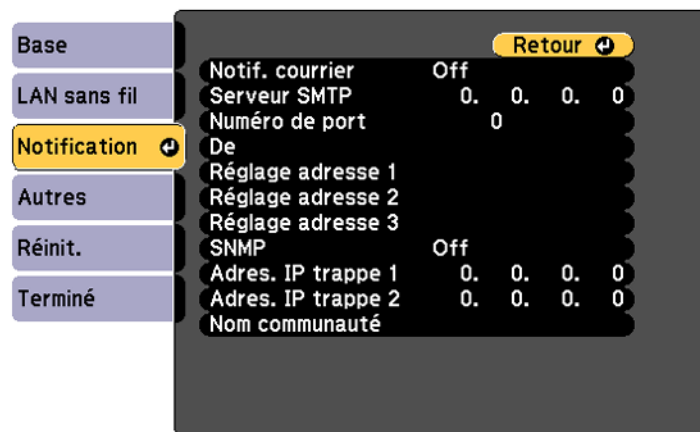 Base
LAN sans fil
Notification
Autres
Réinit.
Terminé
Retour
Notif. courrier Off
Serveur SMTP 0. 0. 0. 0
Numéro de port 0
De
Réglage adresse 1
Réglage adresse 2
Réglage adresse 3
SNMP Off
Adres. IP trappe 1 0. 0. 0. 0
Adres. IP trappe 2 0. 0. 0. 0
Nom communauté